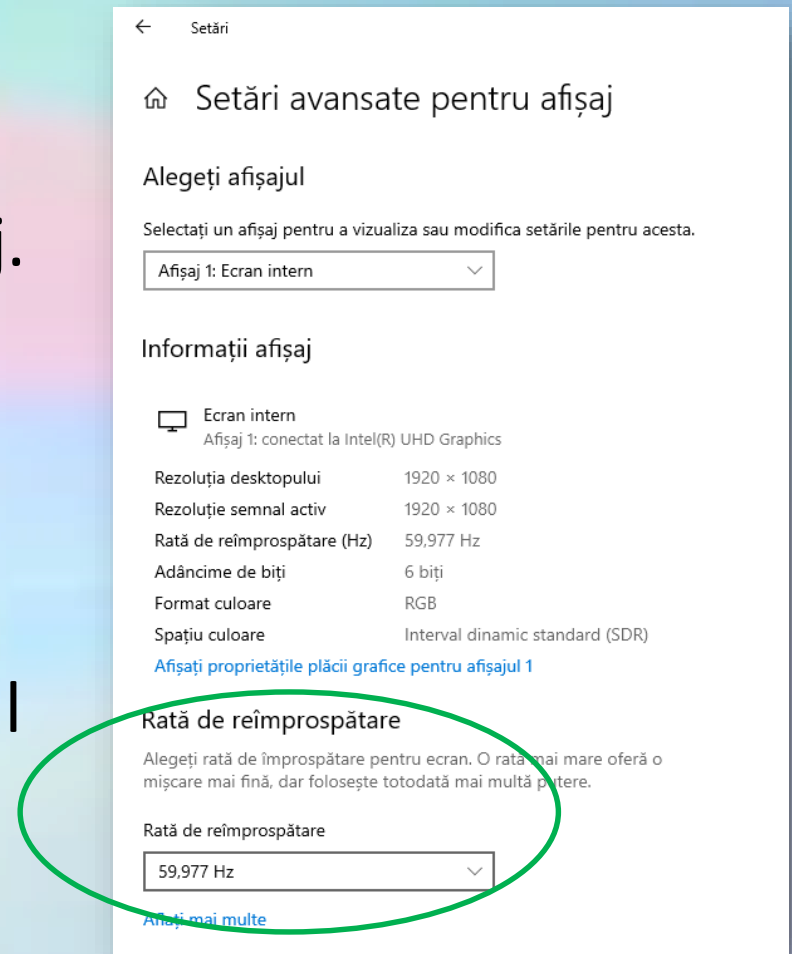 Setări
Setări avansate pentru afișaj
Alegeți afișajul
j.
Selectați un afișaj pentru a vizualiza sau modifica setările pentru acesta.
Afișaj 1: Ecran intern
Informații afișaj
Ecran intern
Afișaj 1: conectat la Intel(R) UHD Graphics
Rezoluția desktopului 1920 × 1080
Rezoluție semnal activ 1920 × 1080
Rată de reîmprospătare (Hz) 59,977 Hz
Adâncime de biți 6 biți
Format culoare RGB
Spațiu culoare Interval dinamic standard (SDR)
Afișați proprietățile plăcii grafice pentru afișajul 1
Rată de reîmprospătare
Alegeți rată de împrospătare pentru ecran. O rată mai mare oferă o
mișcare mai fină, dar folosește totodată mai multă putere.
Rată de reîmprospătare
59,977 Hz
Aflați mai multe